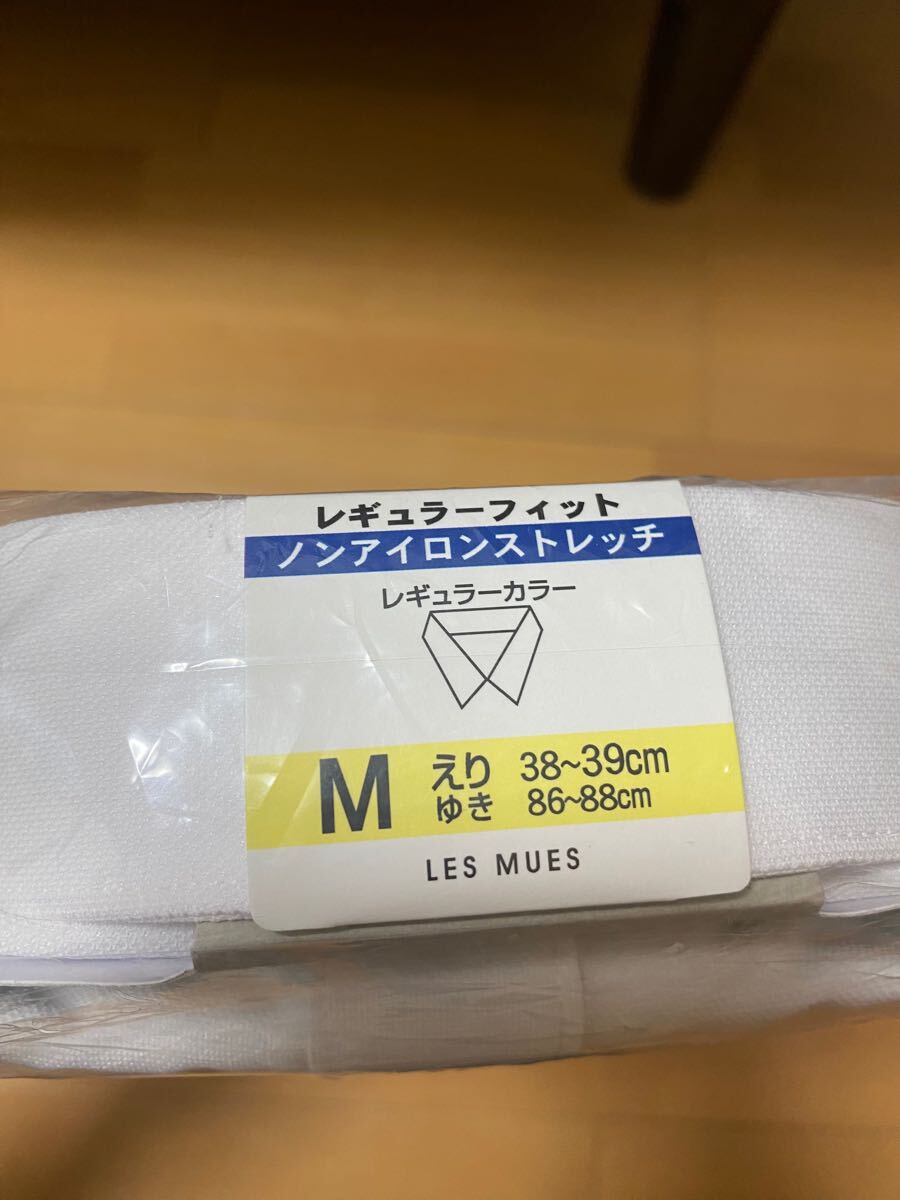 レギュラーフィット
ノンアイロンストレッチ
レギュラーカラー
M えり 38~39cm
ゆき 86~88cm
LES MUES